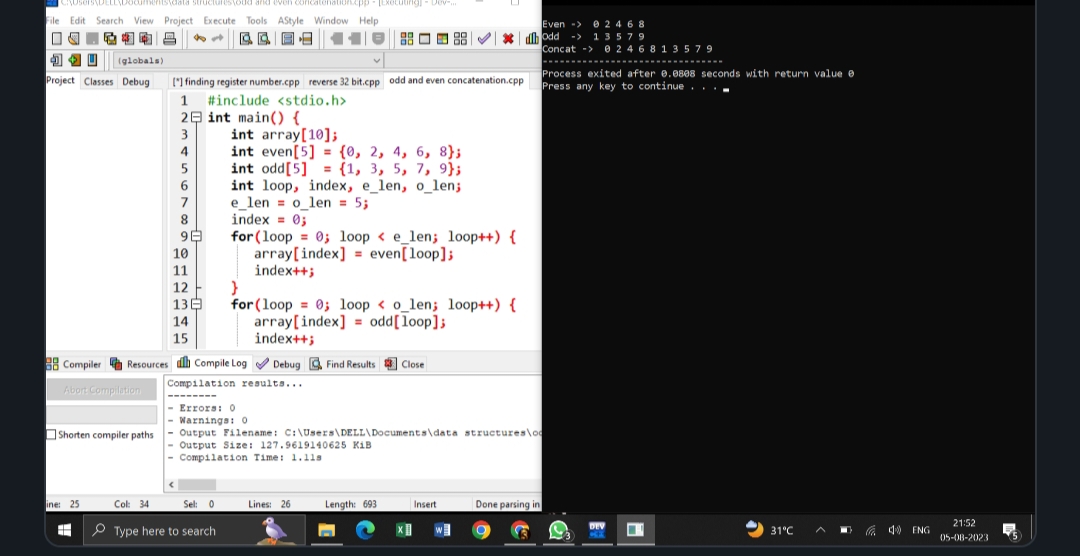 C:\Users\DELL\Documents\data structures\odd and even concatenation.cpp - [Executing] - Dev-...
File Edit Search View Project Execute Tools AStyle Window Help
(globals)
Project Classes Debug
[*] finding register number.cpp reverse 32 bit.cpp odd and even concatenation.cpp
1 #include <stdio.h>
2 int main() {
3 int array[10];
4 int even[5] = {0, 2, 4, 6, 8};
5 int odd[5] = {1, 3, 5, 7, 9};
6 int loop, index, e_len, o_len;
7 e_len = o_len = 5;
8 index = 0;
9 for(loop = 0; loop < e_len; loop++) {
10 array[index] = even[loop];
11 index++;
12 }
13 for(loop = 0; loop < o_len; loop++) {
14 array[index] = odd[loop];
15 index++;
Compiler Resources Compile Log Debug Find Results Close
Abort Compilation
Shorten compiler paths
Compilation results...
--------
- Errors: 0
- Warnings: 0
- Output Filename: C:\Users\DELL\Documents\data structures\od
- Output Size: 127.9619140625 KiB
- Compilation Time: 1.11s
ine: 25 Col: 34 Sel: 0 Lines: 26 Length: 693 Insert Done parsing in
Even -> 0 2 4 6 8
Odd -> 1 3 5 7 9
Concat -> 0 2 4 6 8 1 3 5 7 9
--------------------------------
Process exited after 0.0808 seconds with return value 0
Press any key to continue . . .
Type here to search
3
DEV
31°C
ENG
21:52
05-08-2023
5